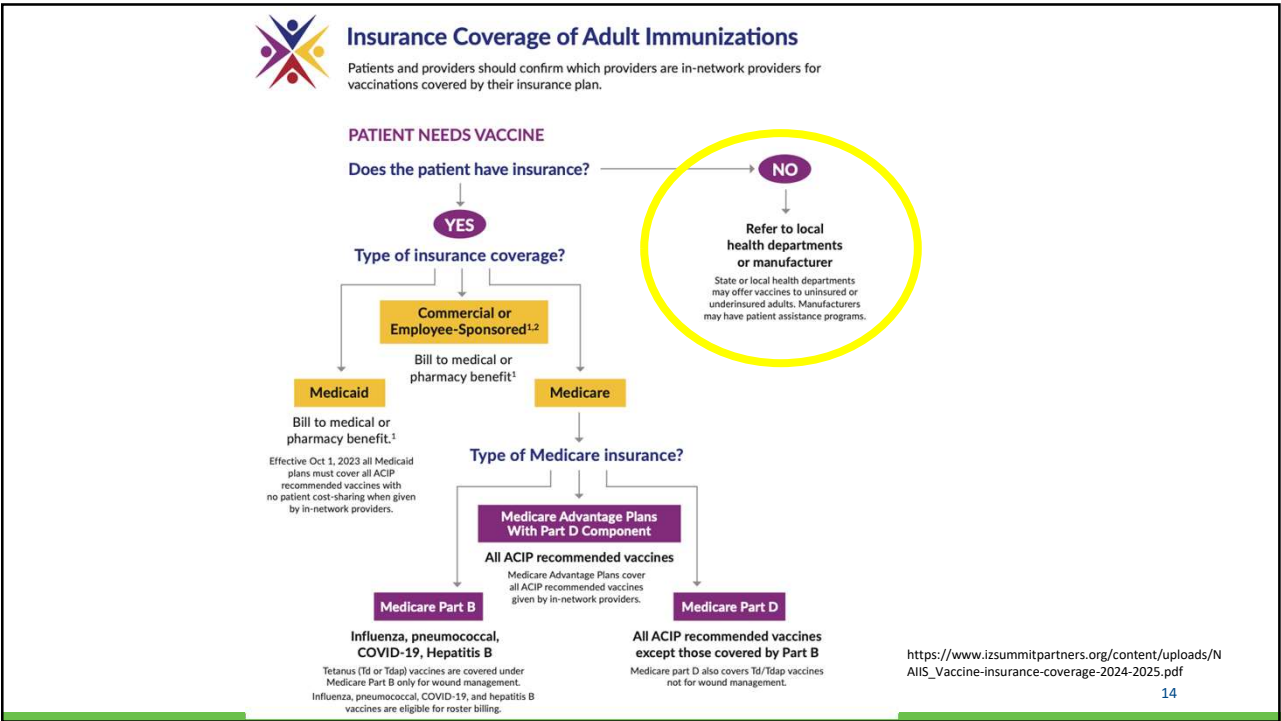 Insurance Coverage of Adult Immunizations
Patients and providers should confirm which providers are in-network providers for
vaccinations covered by their insurance plan.
PATIENT NEEDS VACCINE
Does the patient have insurance?
NO
YES
Refer to local
health departments
or manufacturer
State or local health departments
may offer vaccines to uninsured or
underinsured adults. Manufacturers
may have patient assistance programs.
Type of insurance coverage?
Commercial or
Employee-Sponsored1,2
Bill to medical or
pharmacy benefit1
Medicaid
Bill to medical or
pharmacy benefit.1
Effective Oct 1, 2023 all Medicaid
plans must cover all ACIP
recommended vaccines with
no patient cost-sharing when given
by in-network providers.
Medicare
Type of Medicare insurance?
Medicare Advantage Plans
With Part D Component
All ACIP recommended vaccines
Medicare Advantage Plans cover
all ACIP recommended vaccines
given by in-network providers.
Medicare Part B
Influenza, pneumococcal,
COVID-19, Hepatitis B
Tetanus (Td or Tdap) vaccines are covered under
Medicare Part B only for wound management.
Influenza, pneumococcal, COVID-19, and hepatitis B
vaccines are eligible for roster billing.
Medicare Part D
All ACIP recommended vaccines
except those covered by Part B
Medicare part D also covers Td/Tdap vaccines
not for wound management.
https://www.izsummitpartners.org/content/uploads/N
AIIS_Vaccine-insurance-coverage-2024-2025.pdf
14